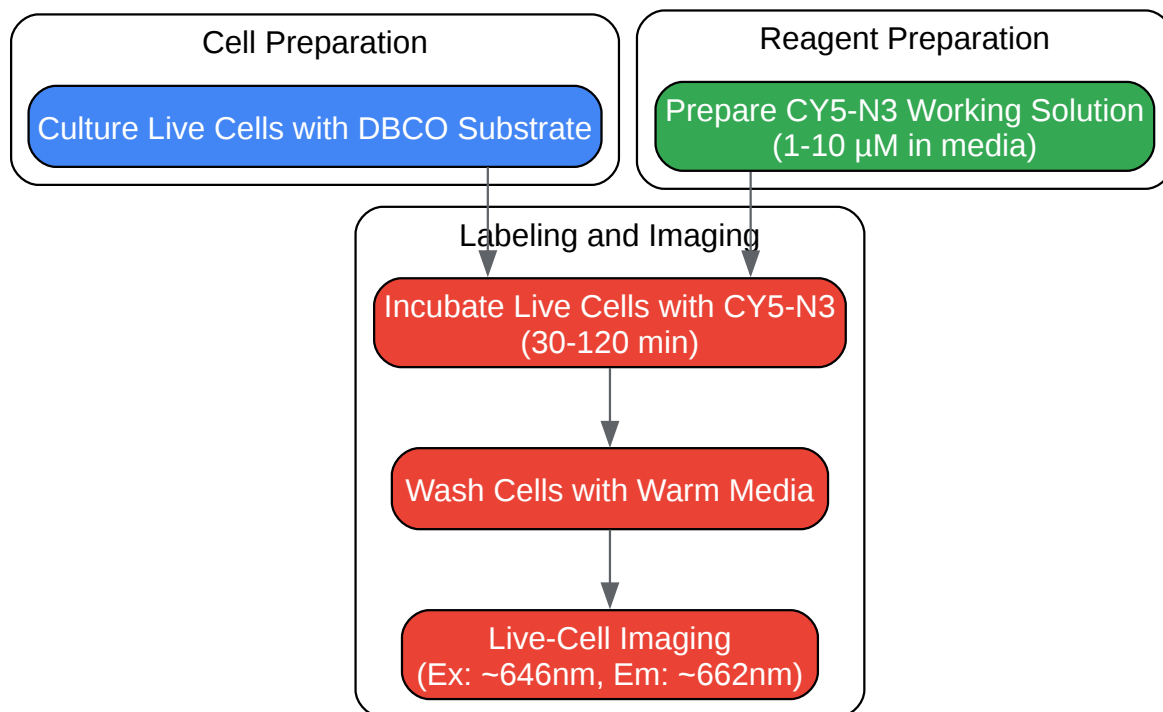 Cell Preparation
Culture Live Cells with DBCO Substrate
Reagent Preparation
Prepare CY5-N3 Working Solution
(1-10 µM in media)
Labeling and Imaging
Incubate Live Cells with CY5-N3
(30-120 min)
Wash Cells with Warm Media
Live-Cell Imaging
(Ex: ~646nm, Em: ~662nm)